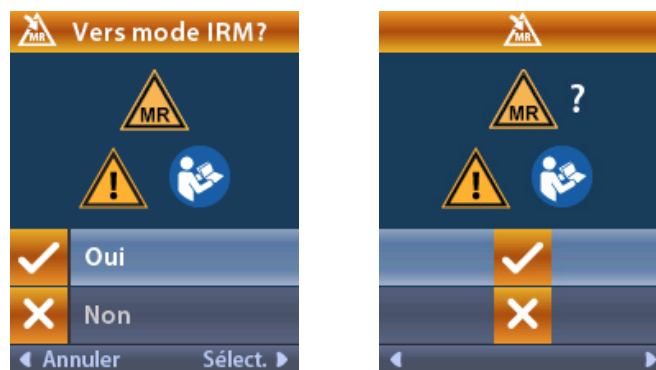 MR Vers mode IRM?
MR
Oui
Non
Annuler Sélect.
MR
MR ?